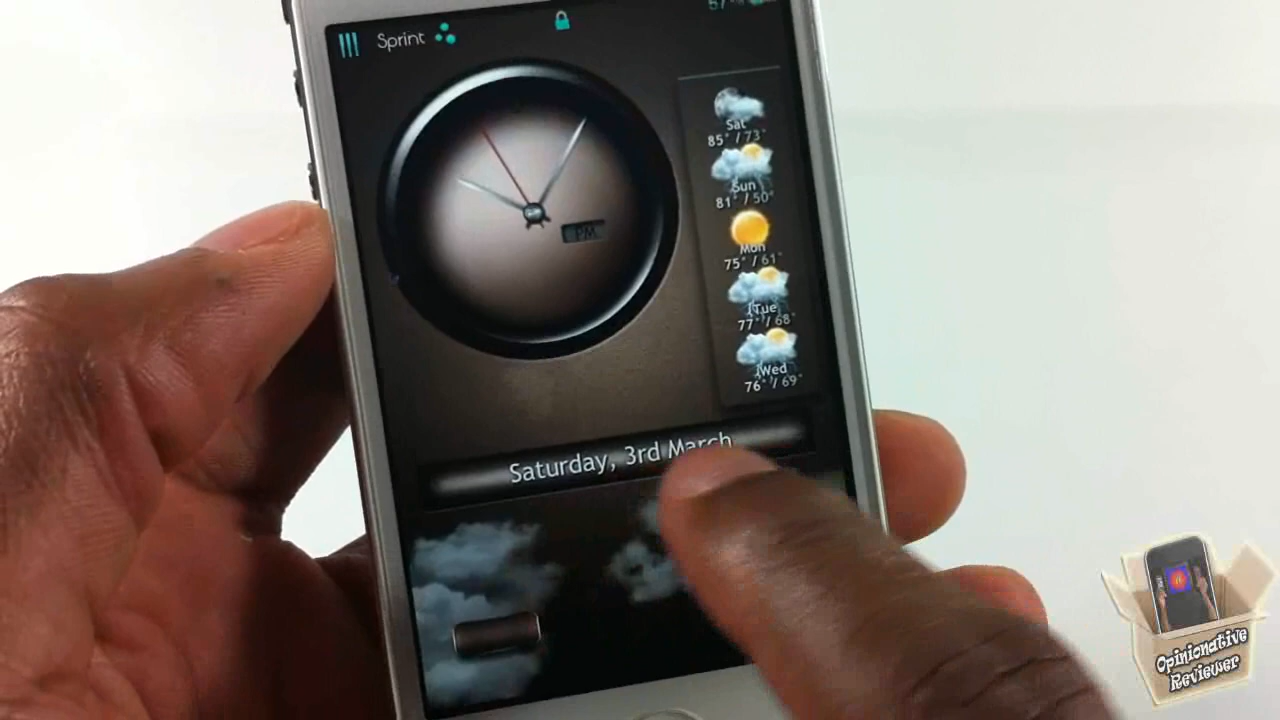 Sprint
PM
Sat
85° / 73°
Sun
81° / 50°
Mon
75° / 61°
Tue
77° / 68°
Wed
76° / 69°
Saturday, 3rd March
Opinionative
Reviewer